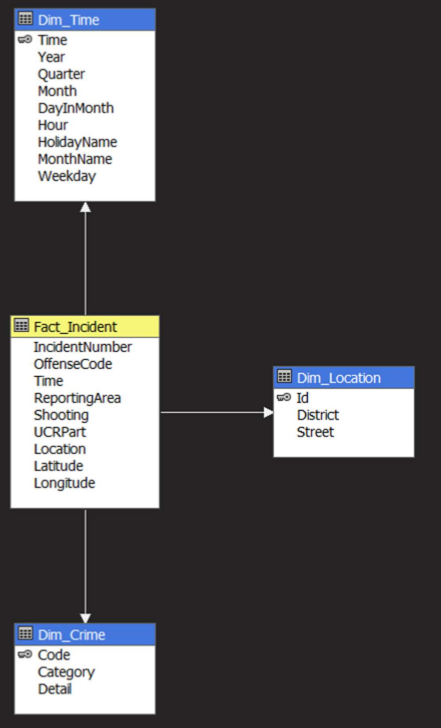 Dim_Time
Time
Year
Quarter
Month
DayInMonth
Hour
HolidayName
MonthName
Weekday
Fact_Incident
IncidentNumber
OffenseCode
Time
ReportingArea
Shooting
UCRPart
Location
Latitude
Longitude
Dim_Location
Id
District
Street
Dim_Crime
Code
Category
Detail